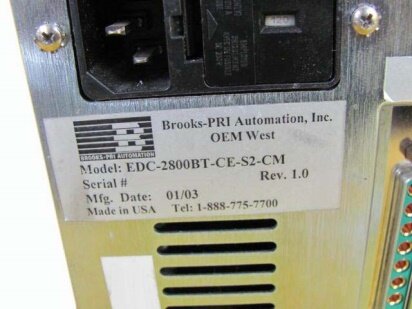 120
Brooks-PRI Automation, Inc.
OEM West
BROOKS-PRI AUTOMATION
Model: EDC-2800BT-CE-S2-CM
Serial #
Rev. 1.0
Mfg. Date: 01/03
Made in USA Tel: 1-888-775-7700